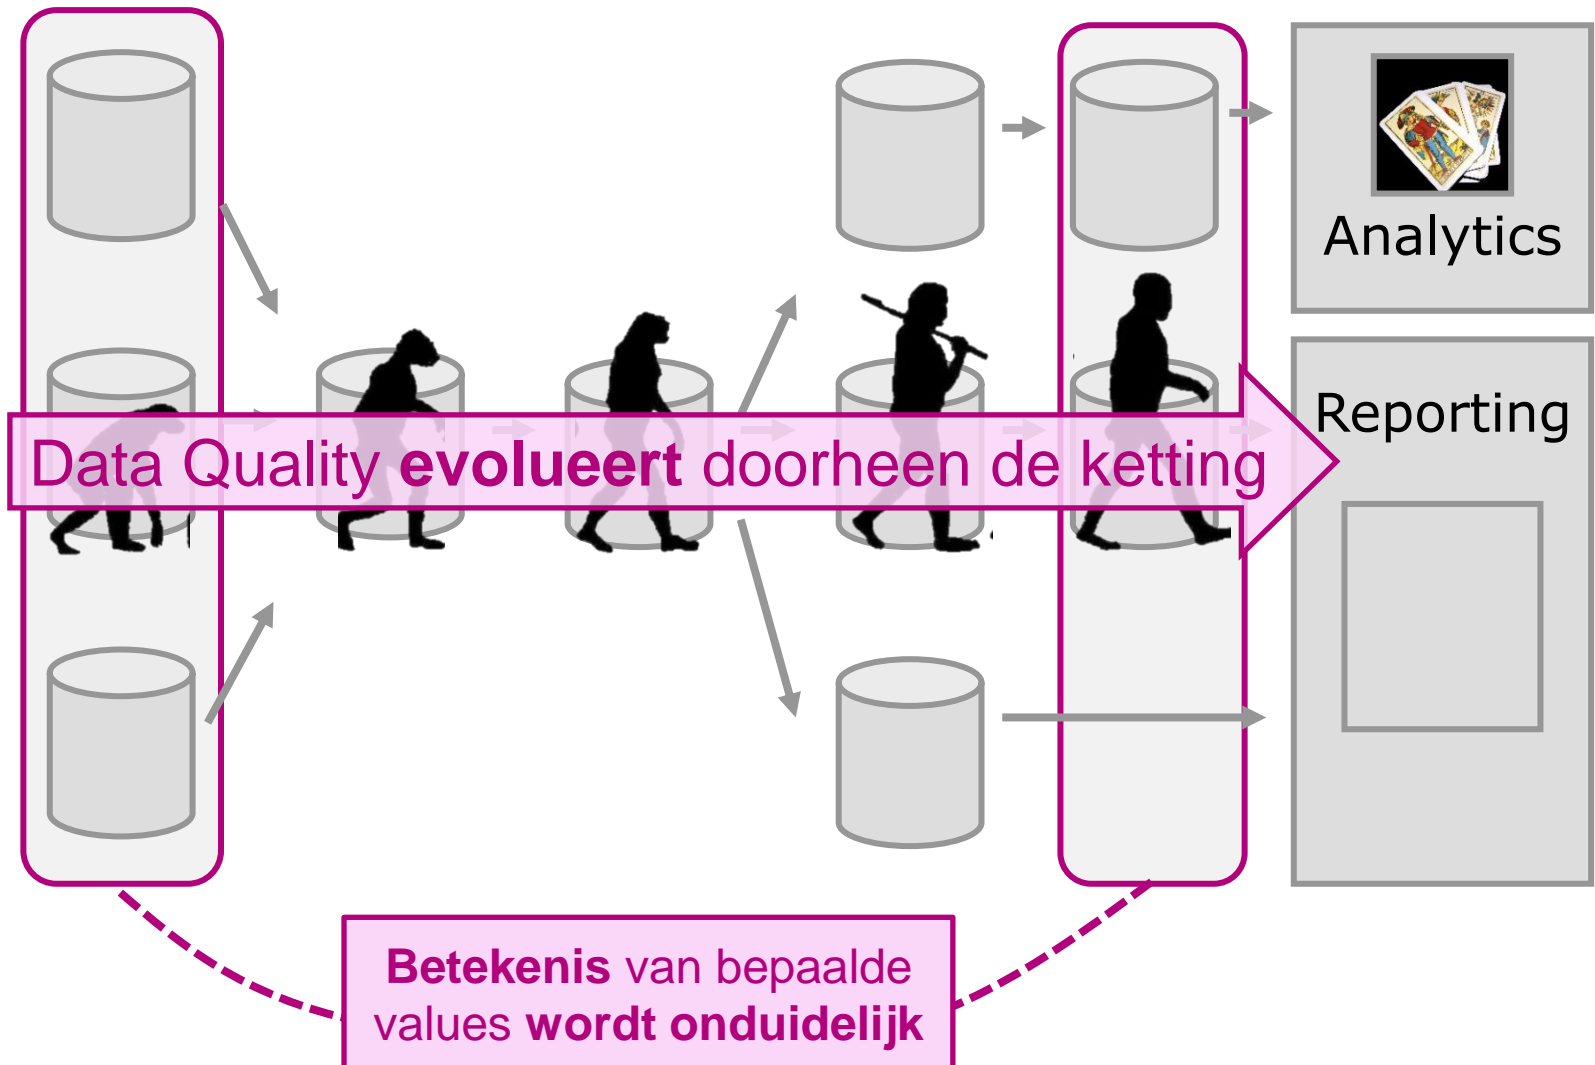 Analytics
Reporting
Data Quality evolueert doorheen de ketting
Betekenis van bepaalde
values wordt onduidelijk